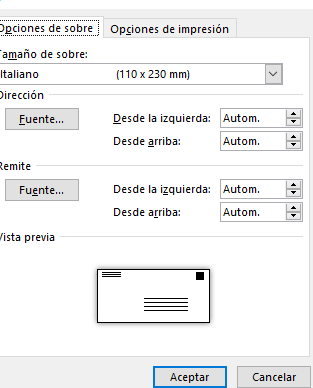 Opciones de sobre Opciones de impresión
Tamaño de sobre:
Italiano (110 x 230 mm)
Dirección
Fuente... Desde la izquierda: Autom.
Desde arriba: Autom.
Remite
Fuente... Desde la izquierda: Autom.
Desde arriba: Autom.
Vista previa
Aceptar Cancelar